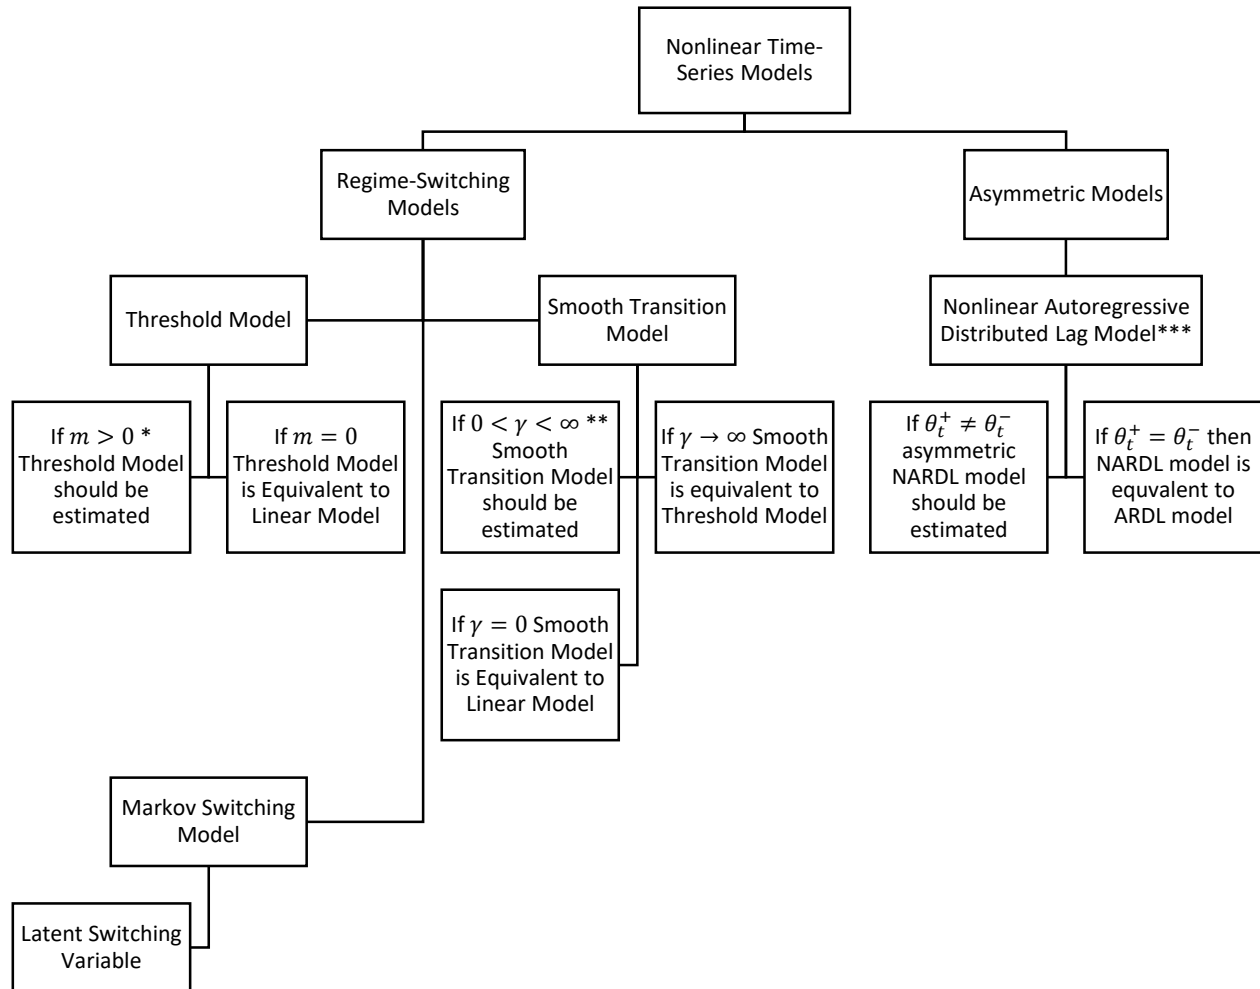 Nonlinear Time-
Series Models
Regime-Switching
Models
Asymmetric Models
Threshold Model
Smooth Transition
Model
Nonlinear Autoregressive
Distributed Lag Model***
If 𝑚 > 0 *
Threshold Model
should be
estimated
If 𝑚 = 0
Threshold Model
is Equivalent to
Linear Model
If 0 < 𝛾 < ∞ **
Smooth
Transition Model
should be
estimated
If 𝛾 → ∞ Smooth
Transition Model
is equivalent to
Threshold Model
If 𝜃ₜ⁺ ≠ 𝜃ₜ⁻
asymmetric
NARDL model
should be
estimated
If 𝜃ₜ⁺ = 𝜃ₜ⁻ then
NARDL model is
equvalent to
ARDL model
If 𝛾 = 0 Smooth
Transition Model
is Equivalent to
Linear Model
Markov Switching
Model
Latent Switching
Variable